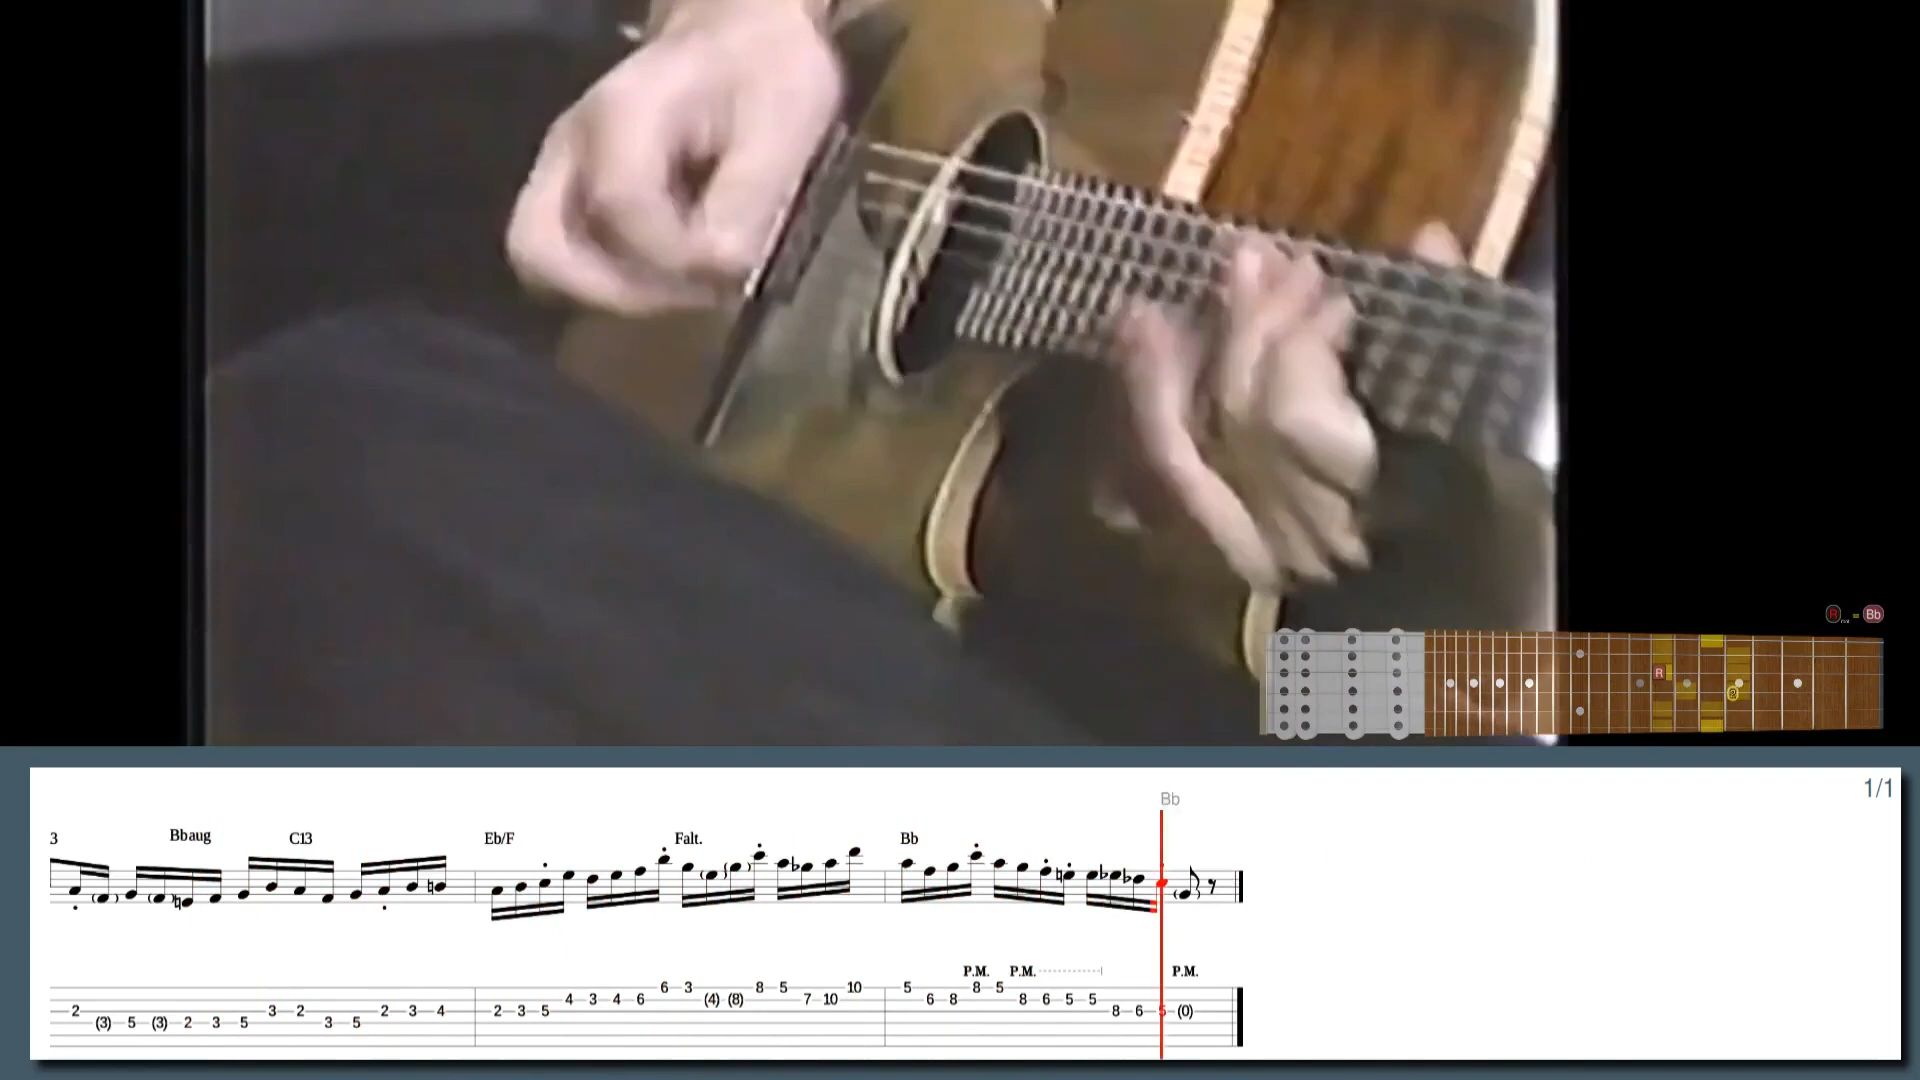 R = Bb
R
2
1/1
Bb
3 Bbaug C13 Eb/F Falt. Bb
P.M. P.M. P.M.
6 3 8 5 10 5 8 5
4 3 4 6 (4) (8) 7 10 6 8 8 6 5 5
2 3 2 2 3 4 2 3 5 8 6 5 (0)
(3) 5 (3) 2 3 5 3 5